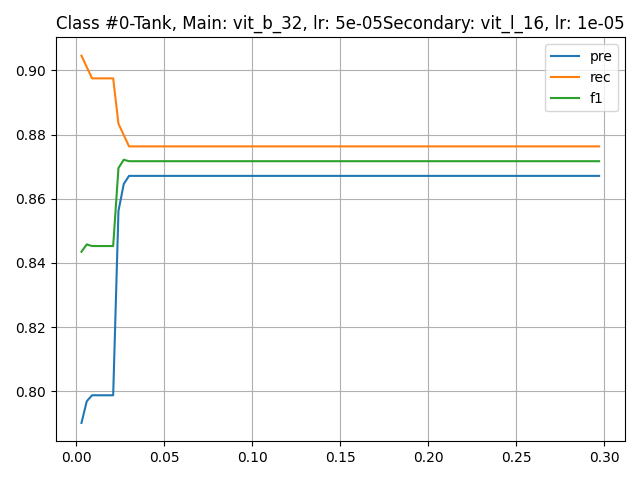 Class #0-Tank, Main: vit_b_32, lr: 5e-05Secondary: vit_l_16, lr: 1e-05
pre
rec
f1
0.90
0.88
0.86
0.84
0.82
0.80
0.00 0.05 0.10 0.15 0.20 0.25 0.30